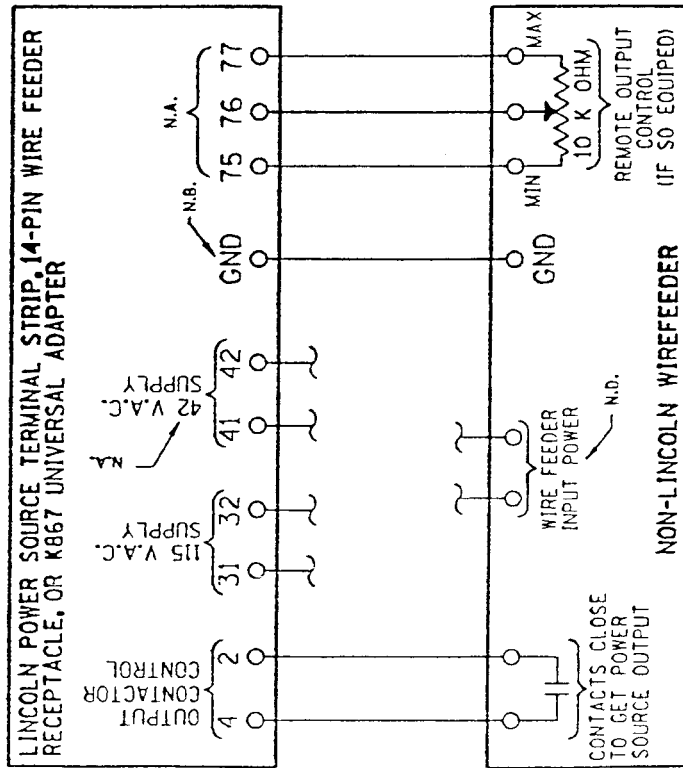 LINCOLN POWER SOURCE TERMINAL STRIP, 14-PIN WIRE FEEDER
RECEPTACLE, OR K867 UNIVERSAL ADAPTER
OUTPUT
CONTACTOR
CONTROL
4
2
115 V.A.C.
SUPPLY
31
32
N.A.
42 V.A.C.
SUPPLY
41
42
N.B.
GND
N.A.
75
76
77
CONTACTS CLOSE
TO GET POWER
SOURCE OUTPUT
WIRE FEEDER
INPUT POWER
N.D.
GND
MIN
MAX
10 K OHM
REMOTE OUTPUT
CONTROL
(IF SO EQUIPED)
NON-LINCOLN WIREFEEDER